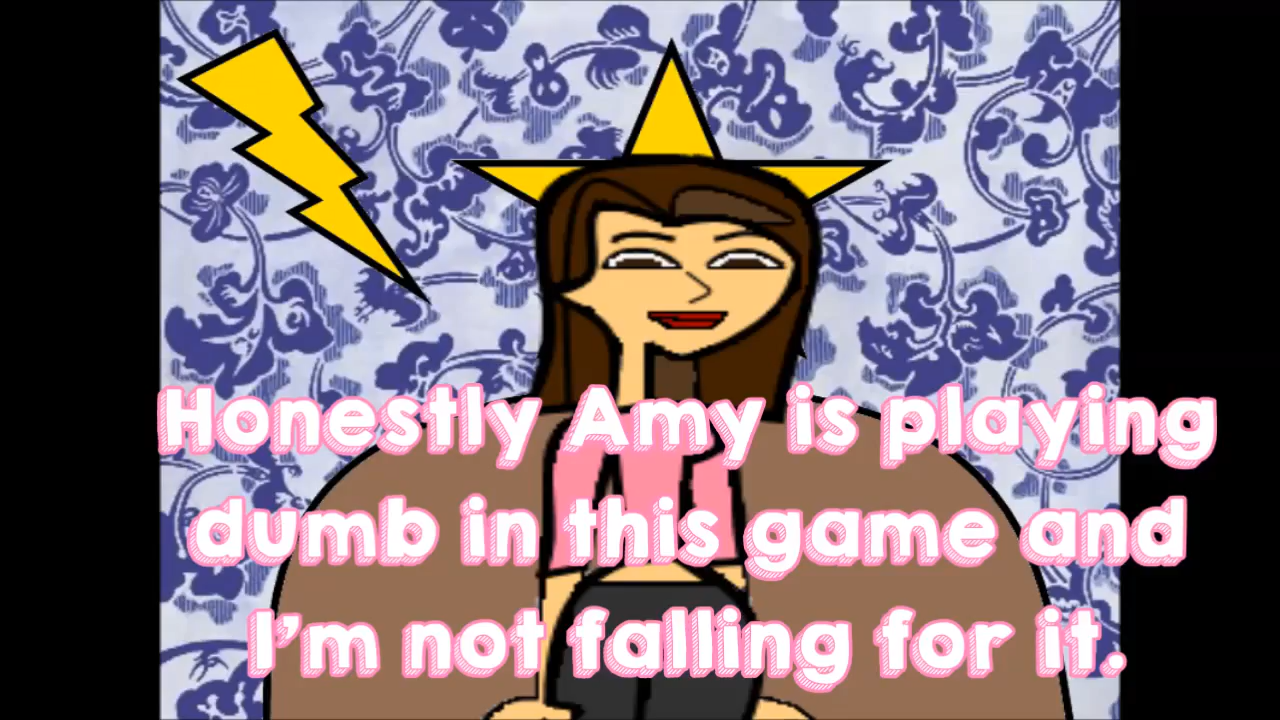 Honestly Amy is playing
dumb in this game and
I'm not falling for it.